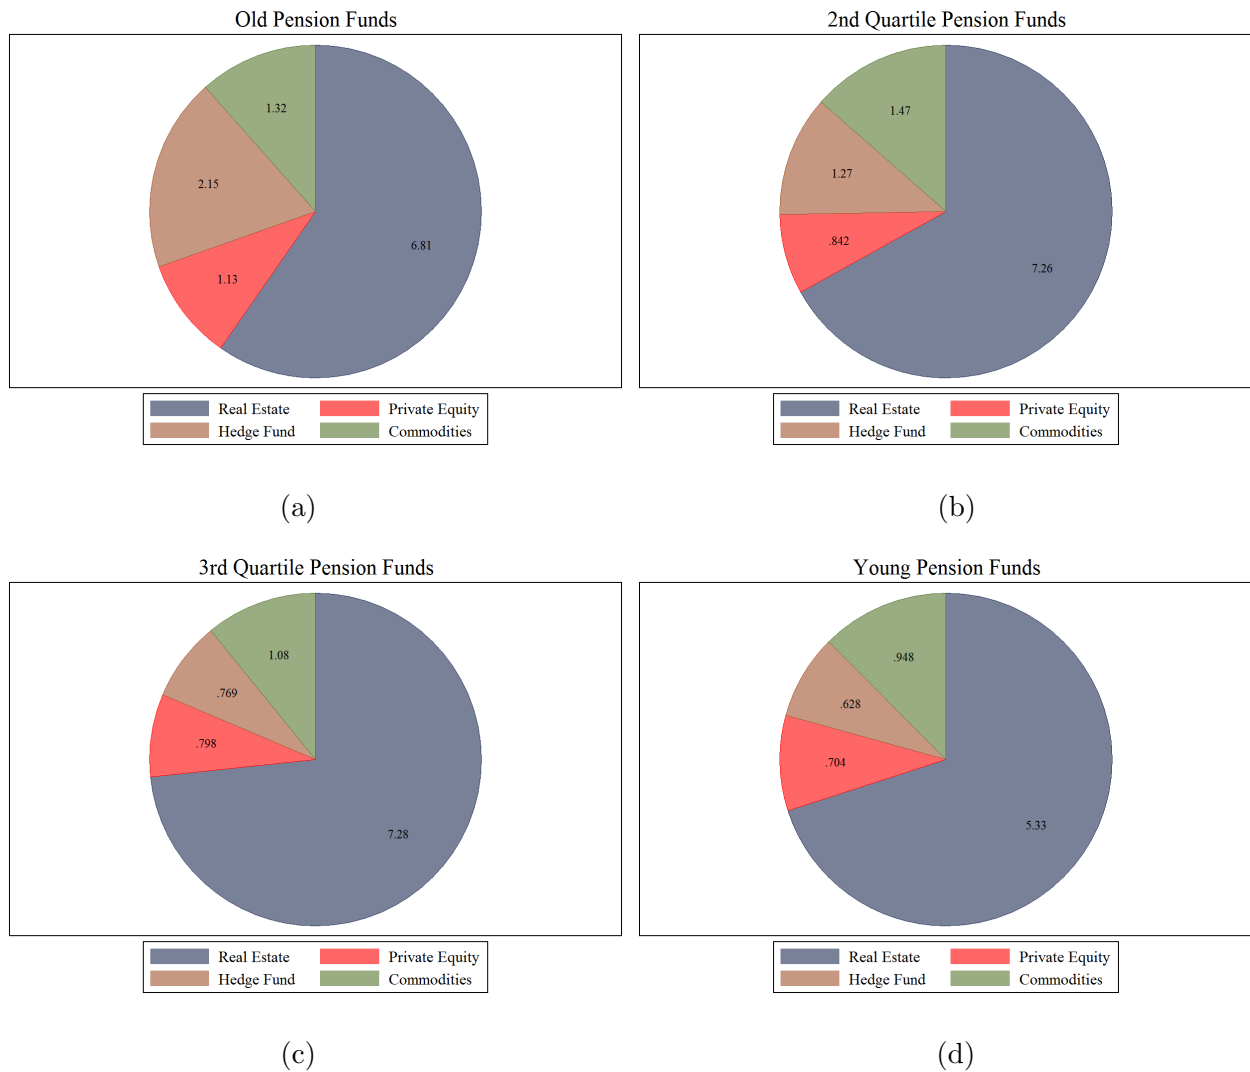 Old Pension Funds
1.32
2.15
6.81
1.13
Real Estate Private Equity
Hedge Fund Commodities
(a)
2nd Quartile Pension Funds
1.47
1.27
.842
7.26
Real Estate Private Equity
Hedge Fund Commodities
(b)
3rd Quartile Pension Funds
1.08
.769
.798
7.28
Real Estate Private Equity
Hedge Fund Commodities
(c)
Young Pension Funds
.948
.628
.704
5.33
Real Estate Private Equity
Hedge Fund Commodities
(d)